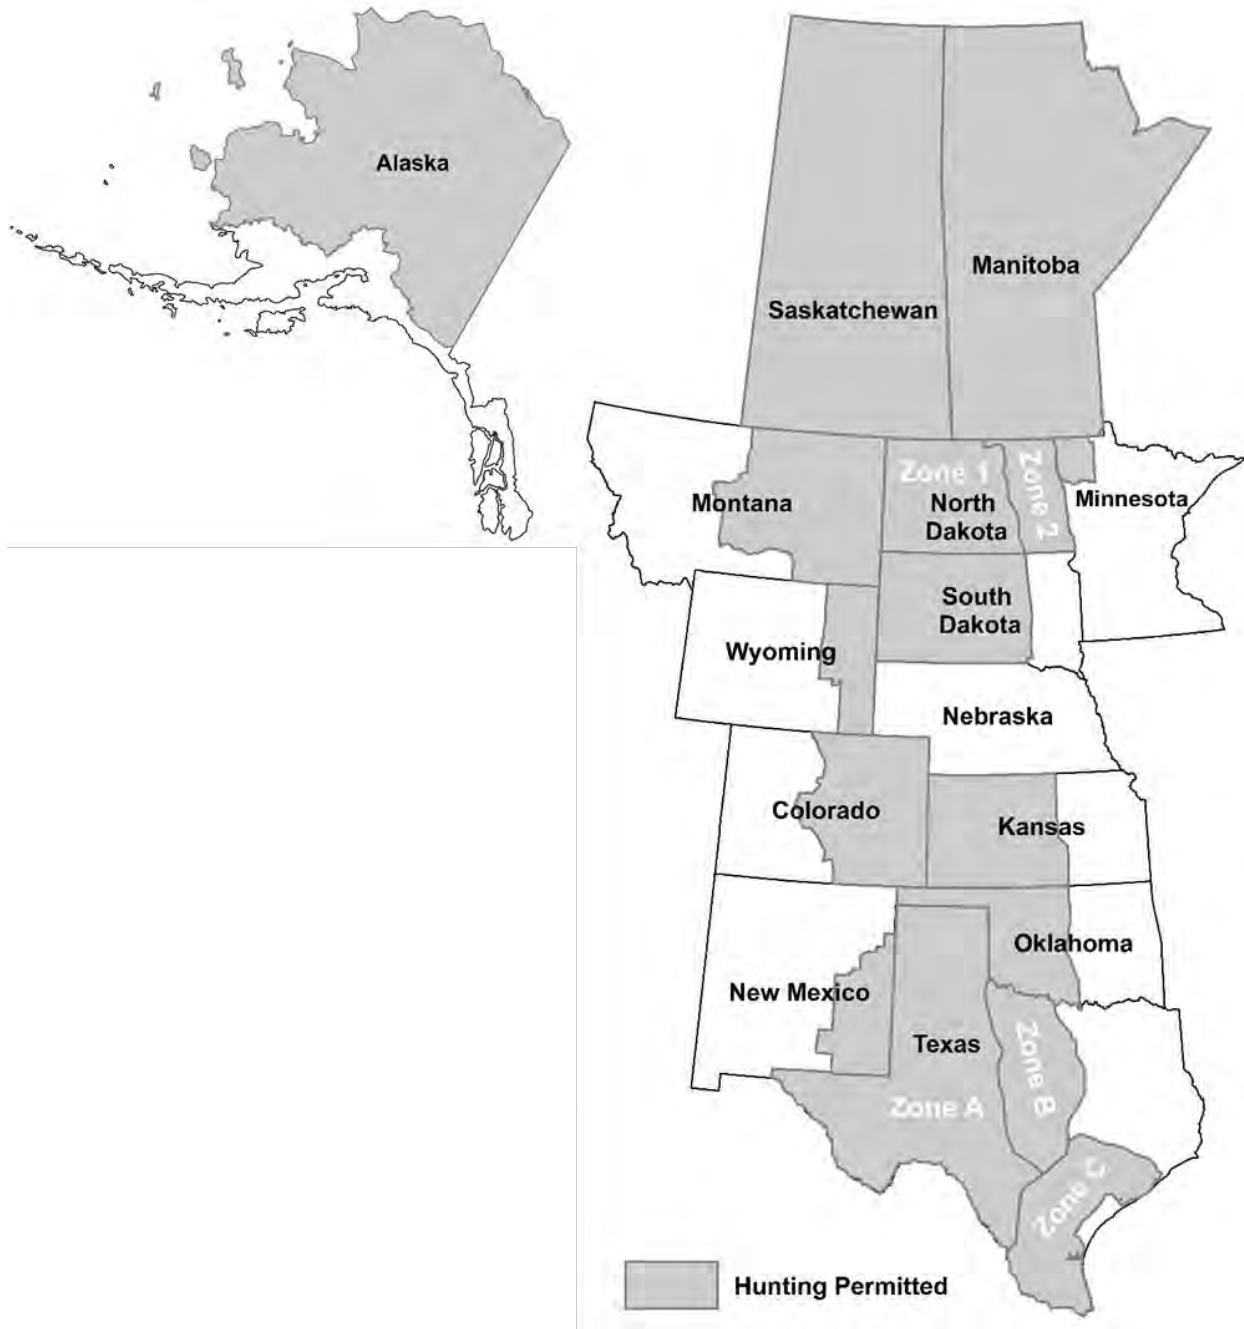 Alaska
Manitoba
Saskatchewan
Zone 1
Zone 2
Montana
North
Dakota
Minnesota
South
Dakota
Wyoming
Nebraska
Colorado
Kansas
Oklahoma
New Mexico
Texas
Zone A
Zone B
Zone C
Hunting Permitted